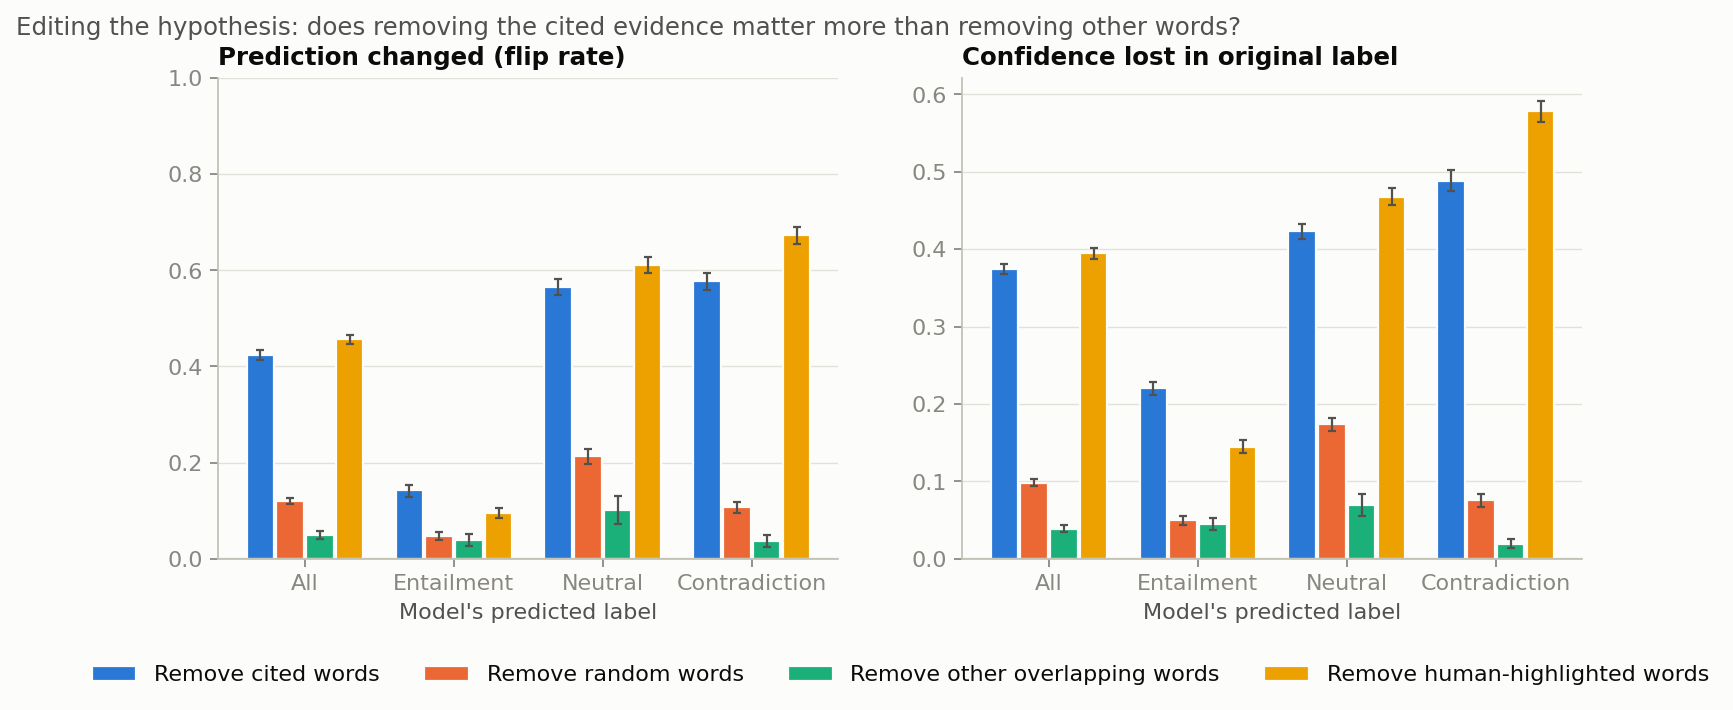 Editing the hypothesis: does removing the cited evidence matter more than removing other words?
Prediction changed (flip rate)
1.0
0.8
0.6
0.4
0.2
0.0
All Entailment Neutral Contradiction
Model's predicted label
Confidence lost in original label
0.6
0.5
0.4
0.3
0.2
0.1
0.0
All Entailment Neutral Contradiction
Model's predicted label
Remove cited words Remove random words Remove other overlapping words Remove human-highlighted words